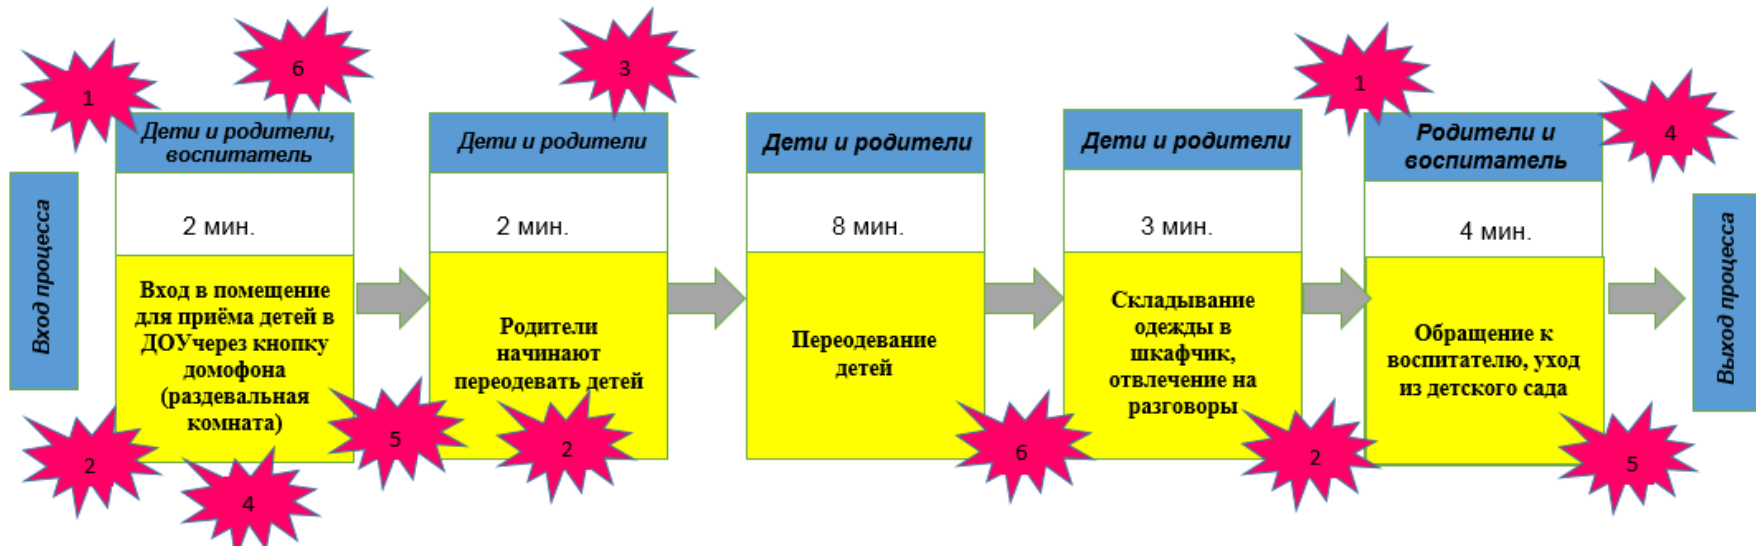 1
6
3
1
4
Вход процесса
Дети и родители,
воспитатель
2 мин.
Вход в помещение
для приёма детей в
ДОУчерез кнопку
домофона
(раздевальная
комната)
2
4
5
Дети и родители
2 мин.
Родители
начинают
переодевать детей
2
Дети и родители
8 мин.
Переодевание
детей
6
Дети и родители
3 мин.
Складывание
одежды в
шкафчик,
отвлечение на
разговоры
2
Родители и
воспитатель
4 мин.
Обращение к
воспитателю, уход
из детского сада
5
Выход процесса